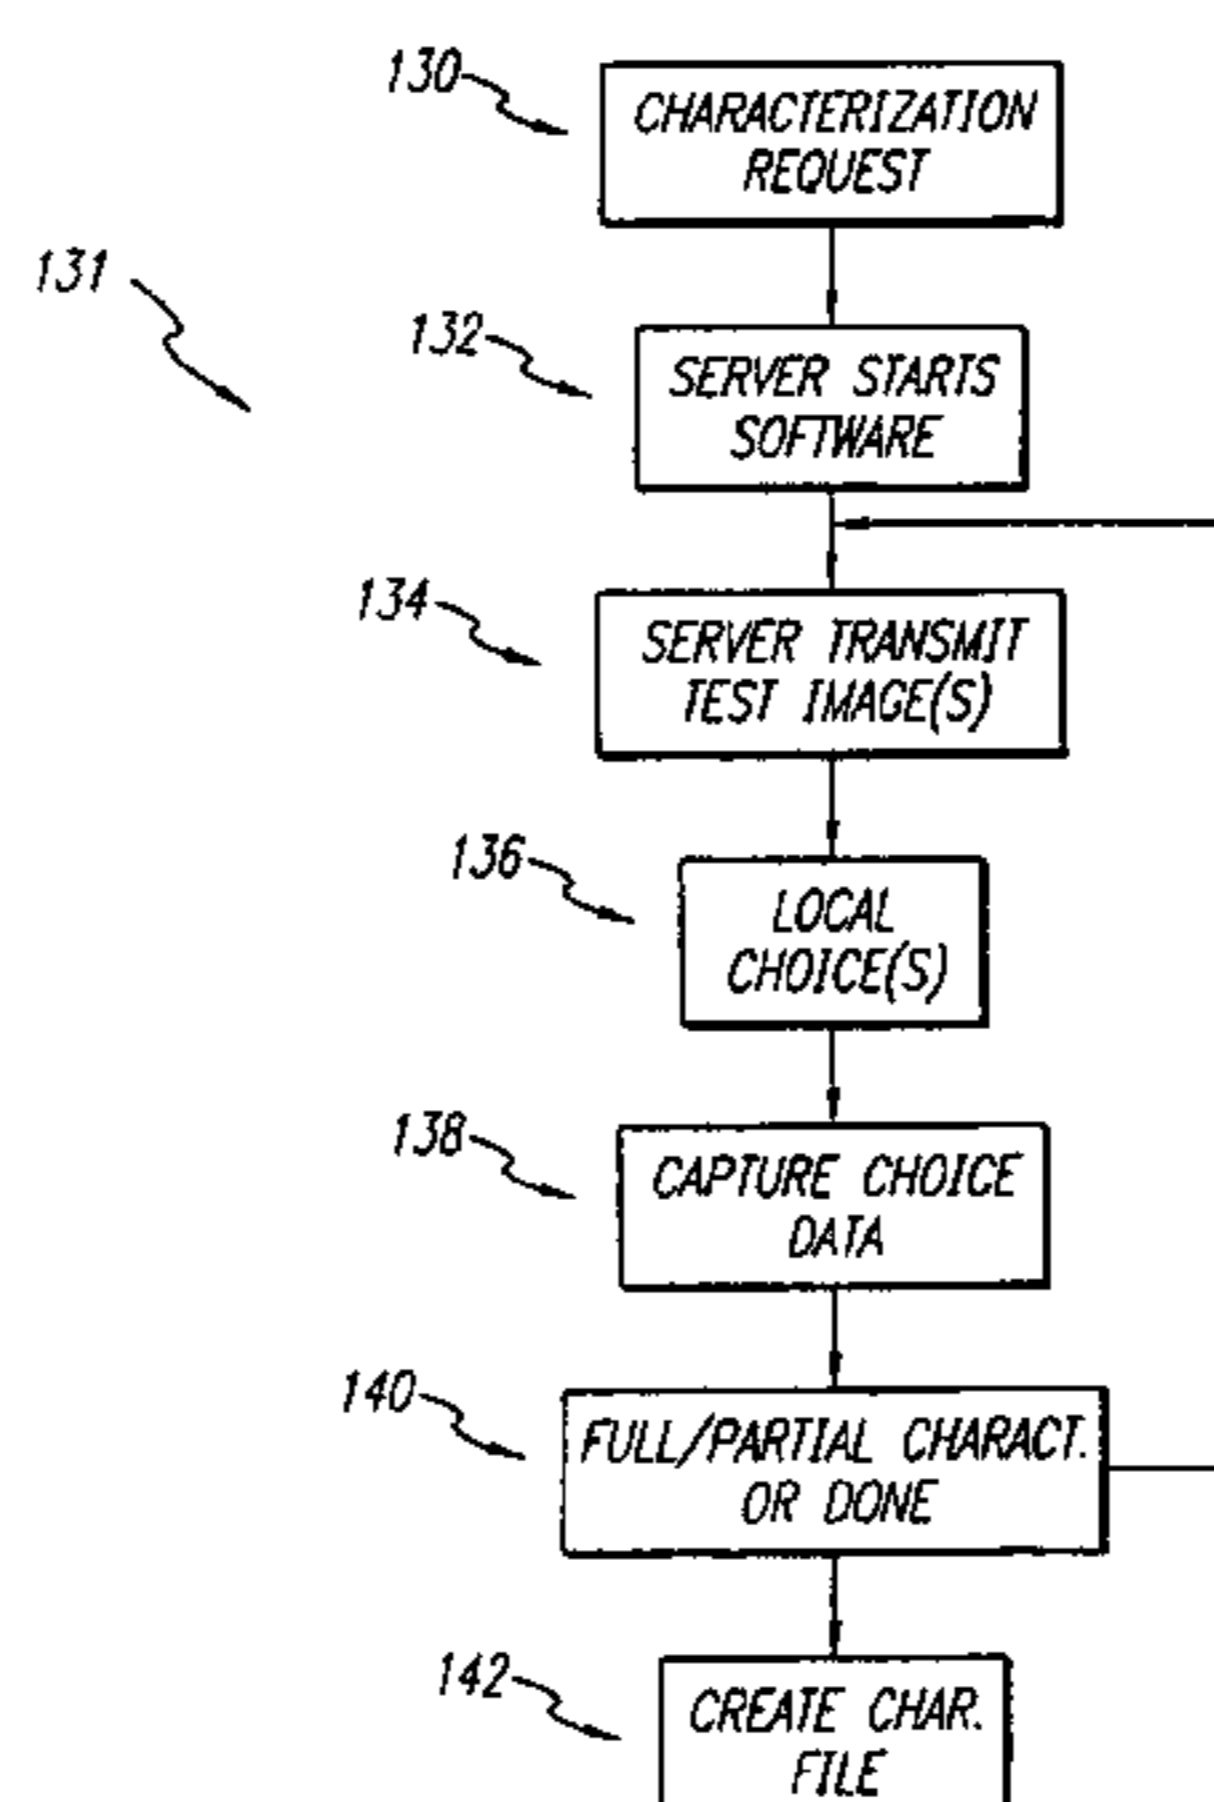 130
CHARACTERIZATION
REQUEST
131
132
SERVER STARTS
SOFTWARE
134
SERVER TRANSMIT
TEST IMAGE(S)
136
LOCAL
CHOICE(S)
138
CAPTURE CHOICE
DATA
140
FULL/PARTIAL CHARACT.
OR DONE
142
CREATE CHAR.
FILE